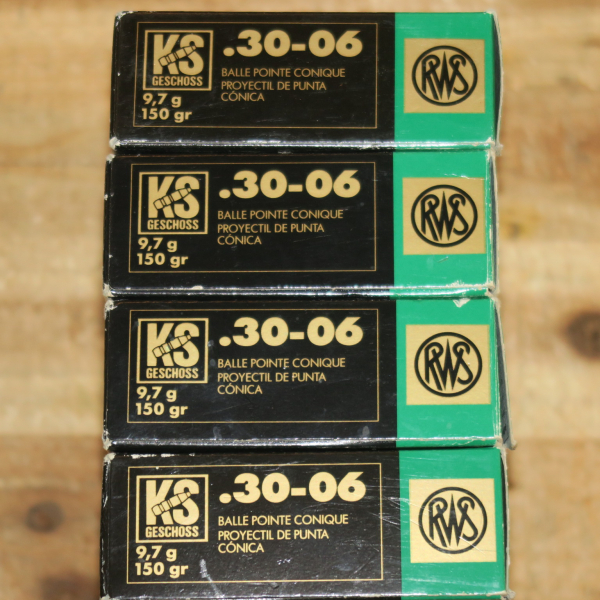 KS
GESCHOSS
.30-06
BALLE POINTE CONIQUE
PROYECTIL DE PUNTA
CÓNICA
9,7 g
150 gr
RWS
KS
GESCHOSS
.30-06
BALLE POINTE CONIQUE
PROYECTIL DE PUNTA
CÓNICA
9,7 g
150 gr
RWS
KS
GESCHOSS
.30-06
BALLE POINTE CONIQUE
PROYECTIL DE PUNTA
CÓNICA
9,7 g
150 gr
RWS
KS
GESCHOSS
.30-06
BALLE POINTE CONIQUE
PROYECTIL DE PUNTA
CÓNICA
9,7 g
150 gr
RWS